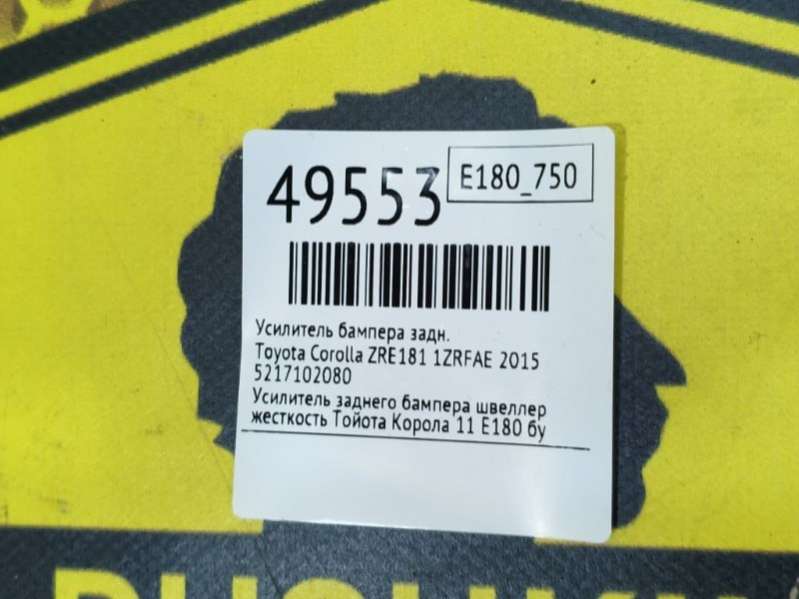 49553
E180_750
Усилитель бампера задн.
Toyota Corolla ZRE181 1ZRFAE 2015
5217102080
Усилитель заднего бампера швеллер
жесткость Тойота Корола 11 E180 бу